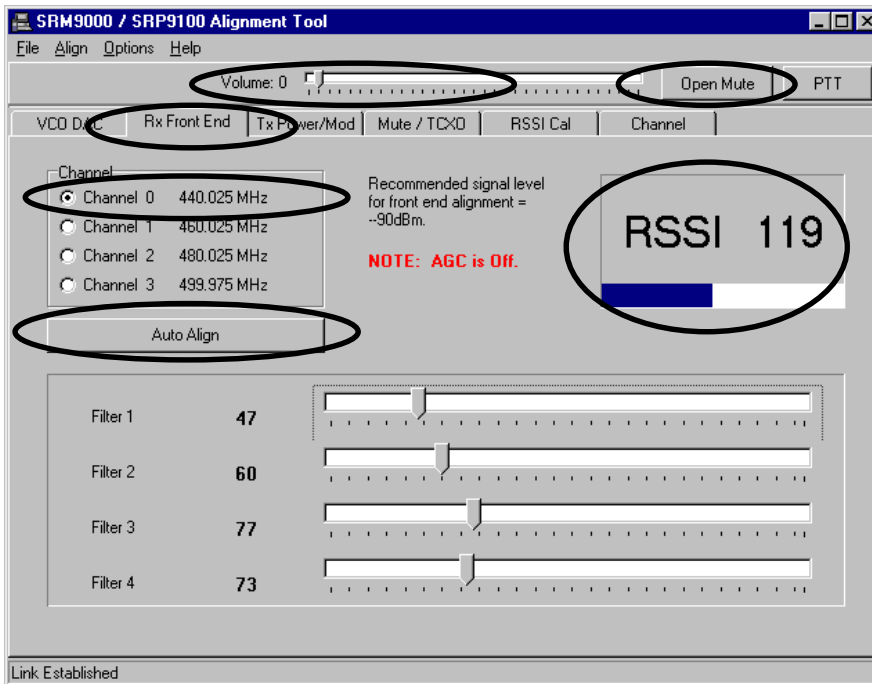 SRM9000 / SRP9100 Alignment Tool
File Align Options Help
Volume: 0 Open Mute PTT
VCO DAC Rx Front End Tx Power/Mod Mute / TCXO RSSI Cal Channel
Channel
Channel 0 440.025 MHz
Channel 1 460.025 MHz
Channel 2 480.025 MHz
Channel 3 499.975 MHz
Recommended signal level
for front end alignment =
--90dBm.
NOTE: AGC is Off.
RSSI 119
Auto Align
Filter 1 47
Filter 2 60
Filter 3 77
Filter 4 73
Link Established